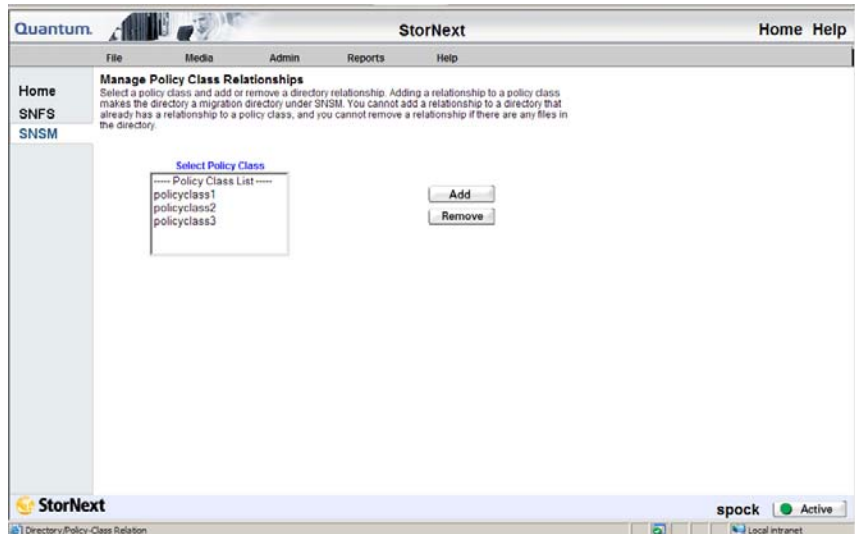 Quantum.
StorNext
Home Help
File Media Admin Reports Help
Home
SNFS
SNSM
Manage Policy Class Relationships
Select a policy class and add or remove a directory relationship. Adding a relationship to a policy class
makes the directory a migration directory under SNSM. You cannot add a relationship to a directory that
already has a relationship to a policy class, and you cannot remove a relationship if there are any files in
the directory.
Select Policy Class
----- Policy Class List -----
policyclass1
policyclass2
policyclass3
Add
Remove
StorNext
spock Active
Directory/Policy-Class Relation
Local intranet